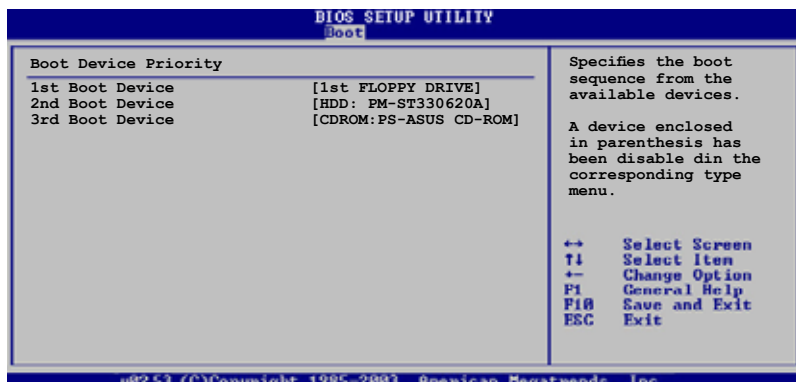 BIOS SETUP UTILITY
Boot
Boot Device Priority
1st Boot Device [1st FLOPPY DRIVE]
2nd Boot Device [HDD: PM-ST330620A]
3rd Boot Device [CDROM:PS-ASUS CD-ROM]
Specifies the boot
sequence from the
available devices.
A device enclosed
in parenthesis has
been disable din the
corresponding type
menu.
←→ Select Screen
↑↓ Select Item
+- Change Option
F1 General Help
F10 Save and Exit
ESC Exit
v02.53 (C)Copyright 1985-2003, American Megatrends, Inc.